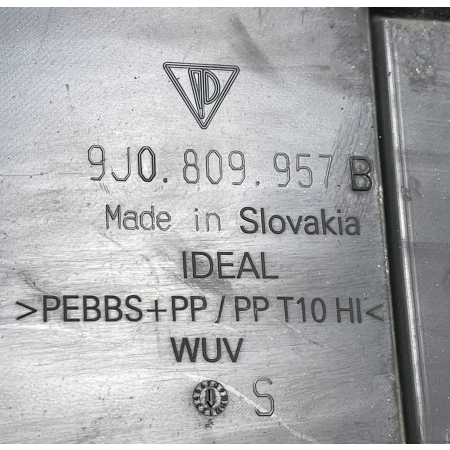 9J0.809.957.B
Made in Slovakia
IDEAL
>PEBBS+PP / PP T10 HI<
WUV
S